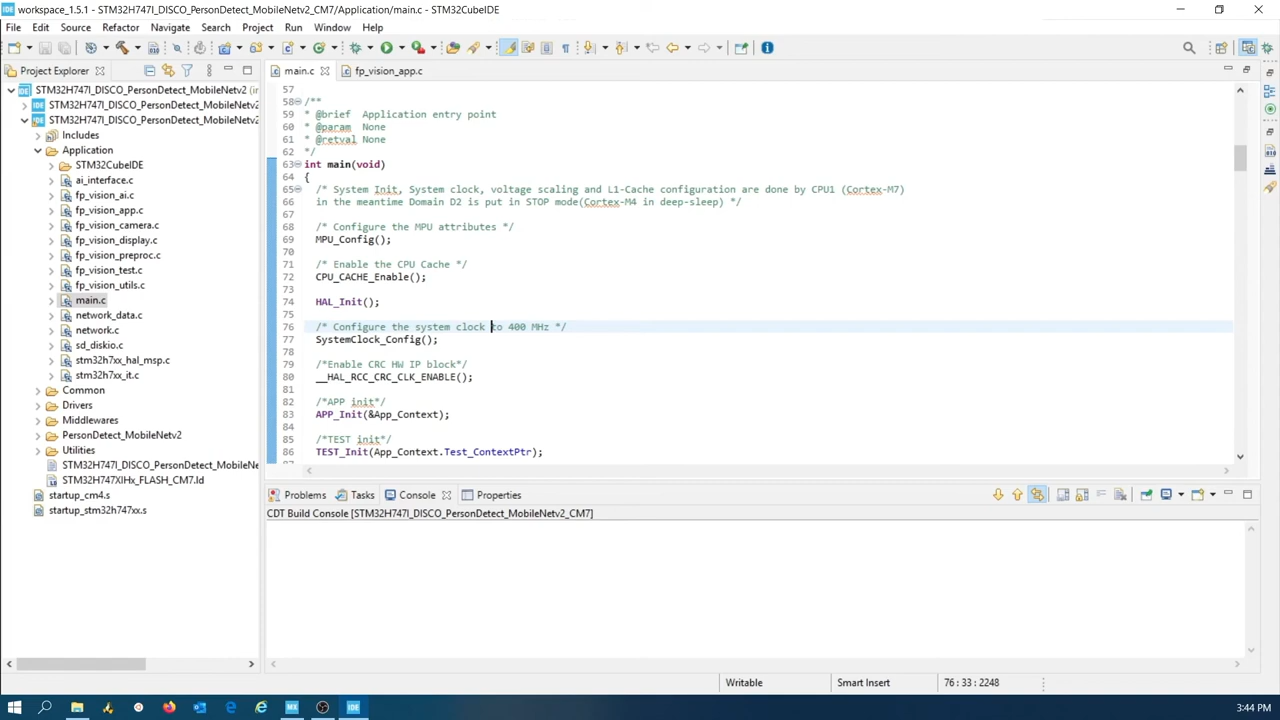 workspace_1.5.1 - STM32H747I_DISCO_PersonDetect_MobileNetv2_CM7/Application/main.c - STM32CubeIDE
File Edit Source Refactor Navigate Search Project Run Window Help
Project Explorer
STM32H747I_DISCO_PersonDetect_MobileNetv2 (in
STM32H747I_DISCO_PersonDetect_MobileNetv2
STM32H747I_DISCO_PersonDetect_MobileNetv2
Includes
Application
STM32CubeIDE
ai_interface.c
fp_vision_ai.c
fp_vision_app.c
fp_vision_camera.c
fp_vision_display.c
fp_vision_preproc.c
fp_vision_test.c
fp_vision_utils.c
main.c
network_data.c
network.c
sd_diskio.c
stm32h7xx_hal_msp.c
stm32h7xx_it.c
Common
Drivers
Middlewares
PersonDetect_MobileNetv2
Utilities
STM32H747I_DISCO_PersonDetect_MobileNe
STM32H747XIHx_FLASH_CM7.ld
startup_cm4.s
startup_stm32h747xx.s
main.c fp_vision_app.c
57
58 /**
59 * @brief Application entry point
60 * @param None
61 * @retval None
62 */
63 int main(void)
64 {
65 /* System Init, System clock, voltage scaling and L1-Cache configuration are done by CPU1 (Cortex-M7)
66 in the meantime Domain D2 is put in STOP mode(Cortex-M4 in deep-sleep) */
67
68 /* Configure the MPU attributes */
69 MPU_Config();
70
71 /* Enable the CPU Cache */
72 CPU_CACHE_Enable();
73
74 HAL_Init();
75
76 /* Configure the system clock to 400 MHz */
77 SystemClock_Config();
78
79 /*Enable CRC HW IP block*/
80 __HAL_RCC_CRC_CLK_ENABLE();
81
82 /*APP init*/
83 APP_Init(&App_Context);
84
85 /*TEST init*/
86 TEST_Init(App_Context.Test_ContextPtr);
Problems Tasks Console Properties
CDT Build Console [STM32H747I_DISCO_PersonDetect_MobileNetv2_CM7]
Writable Smart Insert 76 : 33 : 2248
MX IDE 3:44 PM